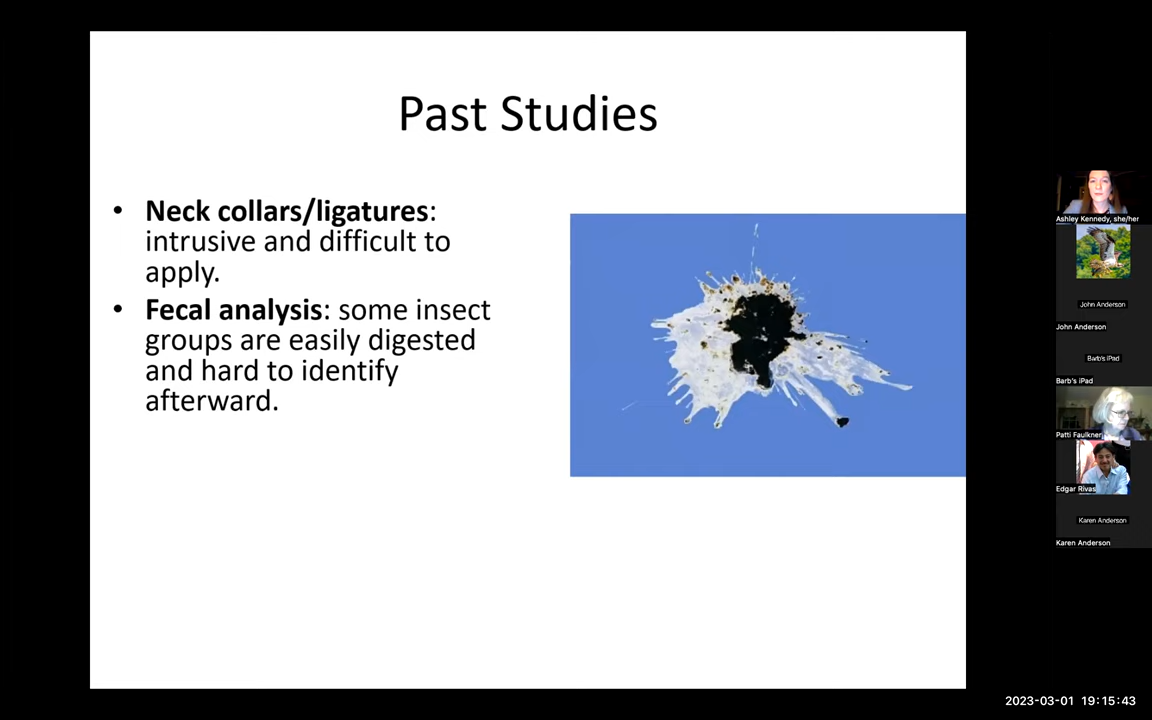 Past Studies
• Neck collars/ligatures:
intrusive and difficult to
apply.
• Fecal analysis: some insect
groups are easily digested
and hard to identify
afterward.
Ashley Kennedy, she/her
John Anderson
John Anderson
Barb's iPad
Barb's iPad
Patti Faulkner
Edgar Rivas
Karen Anderson
Karen Anderson
2023-03-01 19:15:43